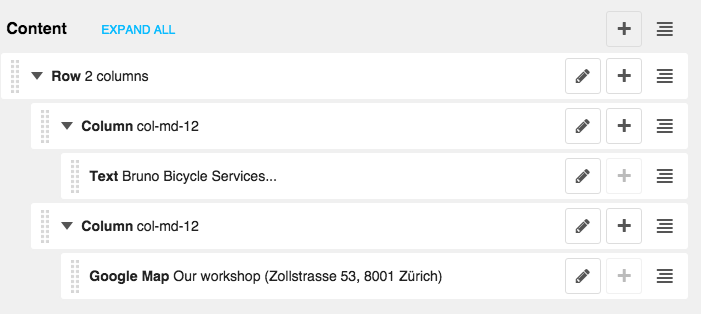 Content EXPAND ALL
Row 2 columns
Column col-md-12
Text Bruno Bicycle Services...
Column col-md-12
Google Map Our workshop (Zollstrasse 53, 8001 Zürich)